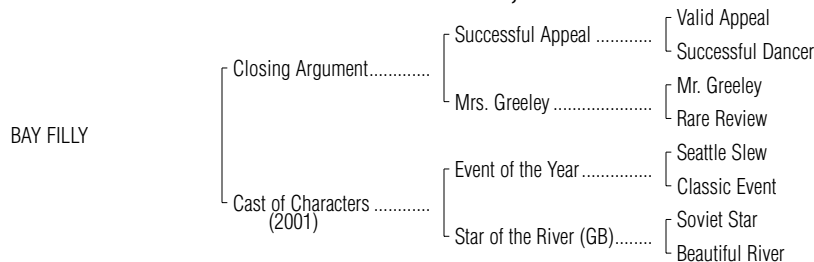 Valid Appeal
Successful Appeal ............
Successful Dancer
Closing Argument.............
Mr. Greeley
Mrs. Greeley .....................
Rare Review
BAY FILLY
Seattle Slew
Event of the Year...............
Classic Event
Cast of Characters ............
(2001)
Soviet Star
Star of the River (GB)........
Beautiful River